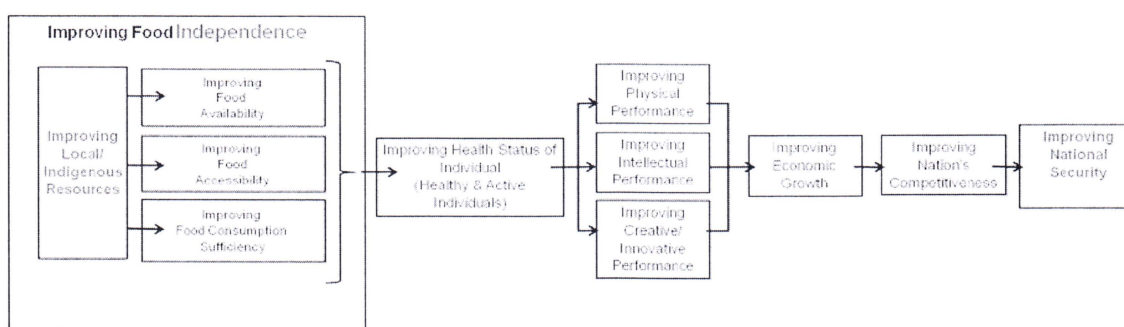 Improving Food Independence
Improving
Local/
Indigenous
Resources
Improving
Food
Availability
Improving
Food
Accessibility
Improving
Food Consumption
Sufficiency
Improving Health Status of
Individual
(Healthy & Active
Individuals)
Improving
Physical
Performance
Improving
Intellectual
Performance
Improving
Creative/
Innovative
Performance
Improving
Economic
Growth
Improving
Nation's
Competitiveness
Improving
National
Security